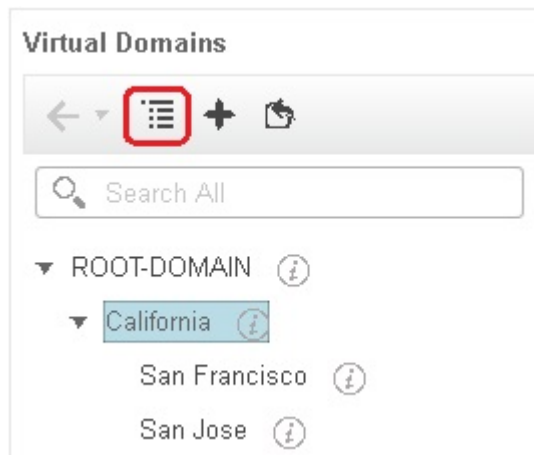 Virtual Domains
Search All
ROOT-DOMAIN
California
San Francisco
San Jose